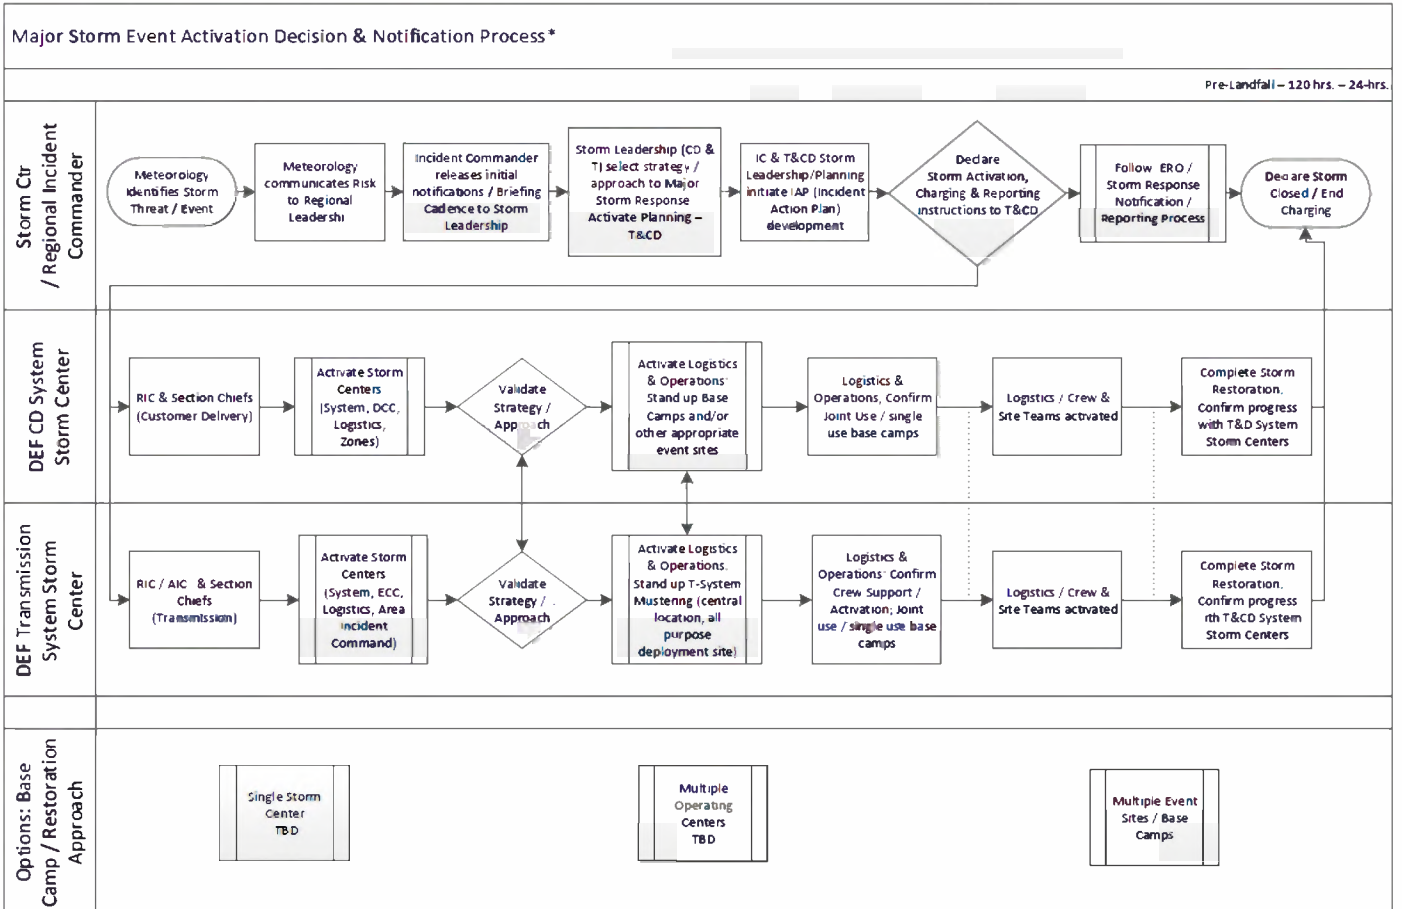 Major Storm Event Activation Decision & Notification Process*
Pre-Landfall – 120 hrs. – 24-hrs.
Storm Ctr
/ Regional Incident
Commander
Meteorology
Identifies Storm
Threat / Event
Meteorology
communicates Risk
to Regional
Leadershi
Incident Commander
releases initial
notifications / Briefing
Cadence to Storm
Leadership
Storm Leadership (CD &
T) select strategy /
approach to Major
Storm Response
Activate Planning –
T&CD
IC & T&CD Storm
Leadership/Planning
initiate IAP (Incident
Action Plan)
development
Declare
Storm Activation,
Charging & Reporting
instructions to T&CD
Follow ERO /
Storm Response
Notification /
Reporting Process
Declare Storm
Closed / End
Charging
DEF CD System
Storm Center
RIC & Section Chiefs
(Customer Delivery)
Activate Storm
Centers
(System, DCC,
Logistics,
Zones)
Validate
Strategy /
Approach
Activate Logistics
& Operations
Stand up Base
Camps and/or
other appropriate
event sites
Logistics &
Operations, Confirm
Joint Use / single
use base camps
Logistics / Crew &
Site Teams activated
Complete Storm
Restoration.
Confirm progress
with T&D System
Storm Centers
DEF Transmission
System Storm
Center
RIC / AIC & Section
Chiefs
(Transmission)
Activate Storm
Centers
(System, ECC,
Logistics, Area
Incident
Command)
Validate
Strategy /
Approach
Activate Logistics
& Operations.
Stand up T-System
Mustering (central
location, all
purpose
deployment site)
Logistics &
Operations: Confirm
Crew Support /
Activation; Joint
use / single use base
camps
Logistics / Crew &
Site Teams activated
Complete Storm
Restoration.
Confirm progress
rth T&CD System
Storm Centers
Options: Base
Camp / Restoration
Approach
Single Storm
Center
TBD
Multiple
Operating
Centers
TBD
Multiple Event
Sites / Base
Camps